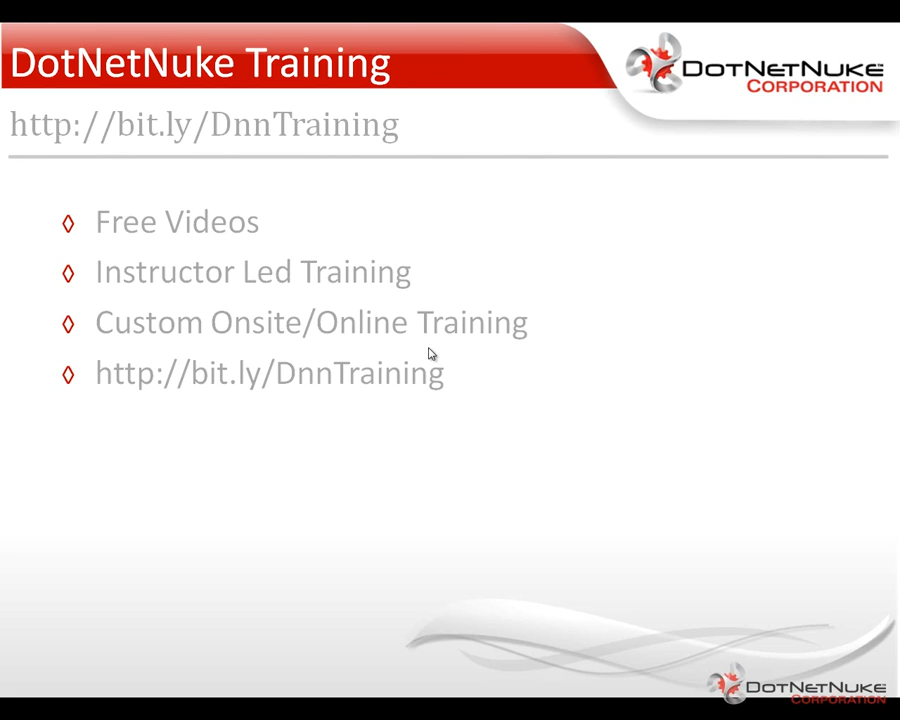 DotNetNuke Training
DotNetNuke
Corporation
http://bit.ly/DnnTraining
◊ Free Videos
◊ Instructor Led Training
◊ Custom Onsite/Online Training
◊ http://bit.ly/DnnTraining
DotNetNuke
Corporation